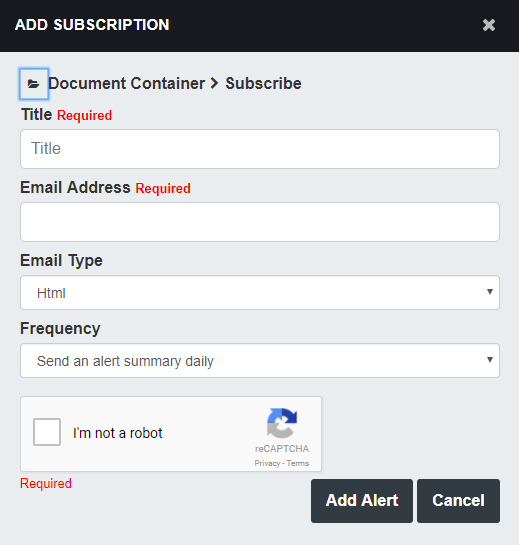 ADD SUBSCRIPTION ×
Document Container > Subscribe
Title Required
Title
Email Address Required
Email Type
Html
Frequency
Send an alert summary daily
I'm not a robot
reCAPTCHA
Privacy - Terms
Required
Add Alert Cancel